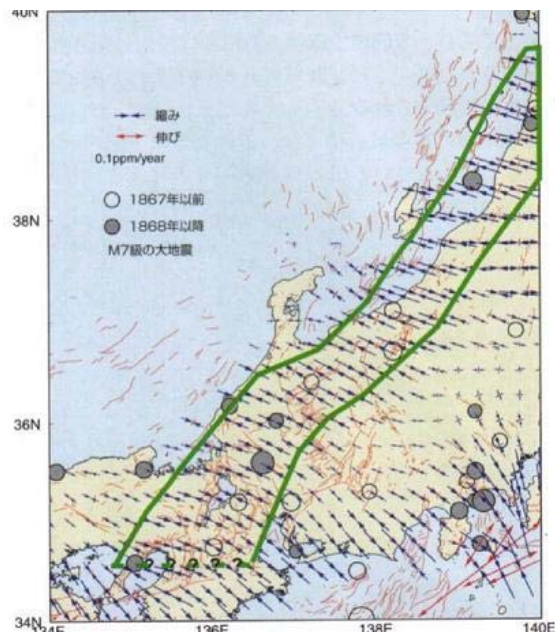 40N
縮み
伸び
0.1ppm/year
1867年以前
1868年以降
M7級の大地震
38N
36N
? ? ? ? ?
34N
134E 136E 138E 140E